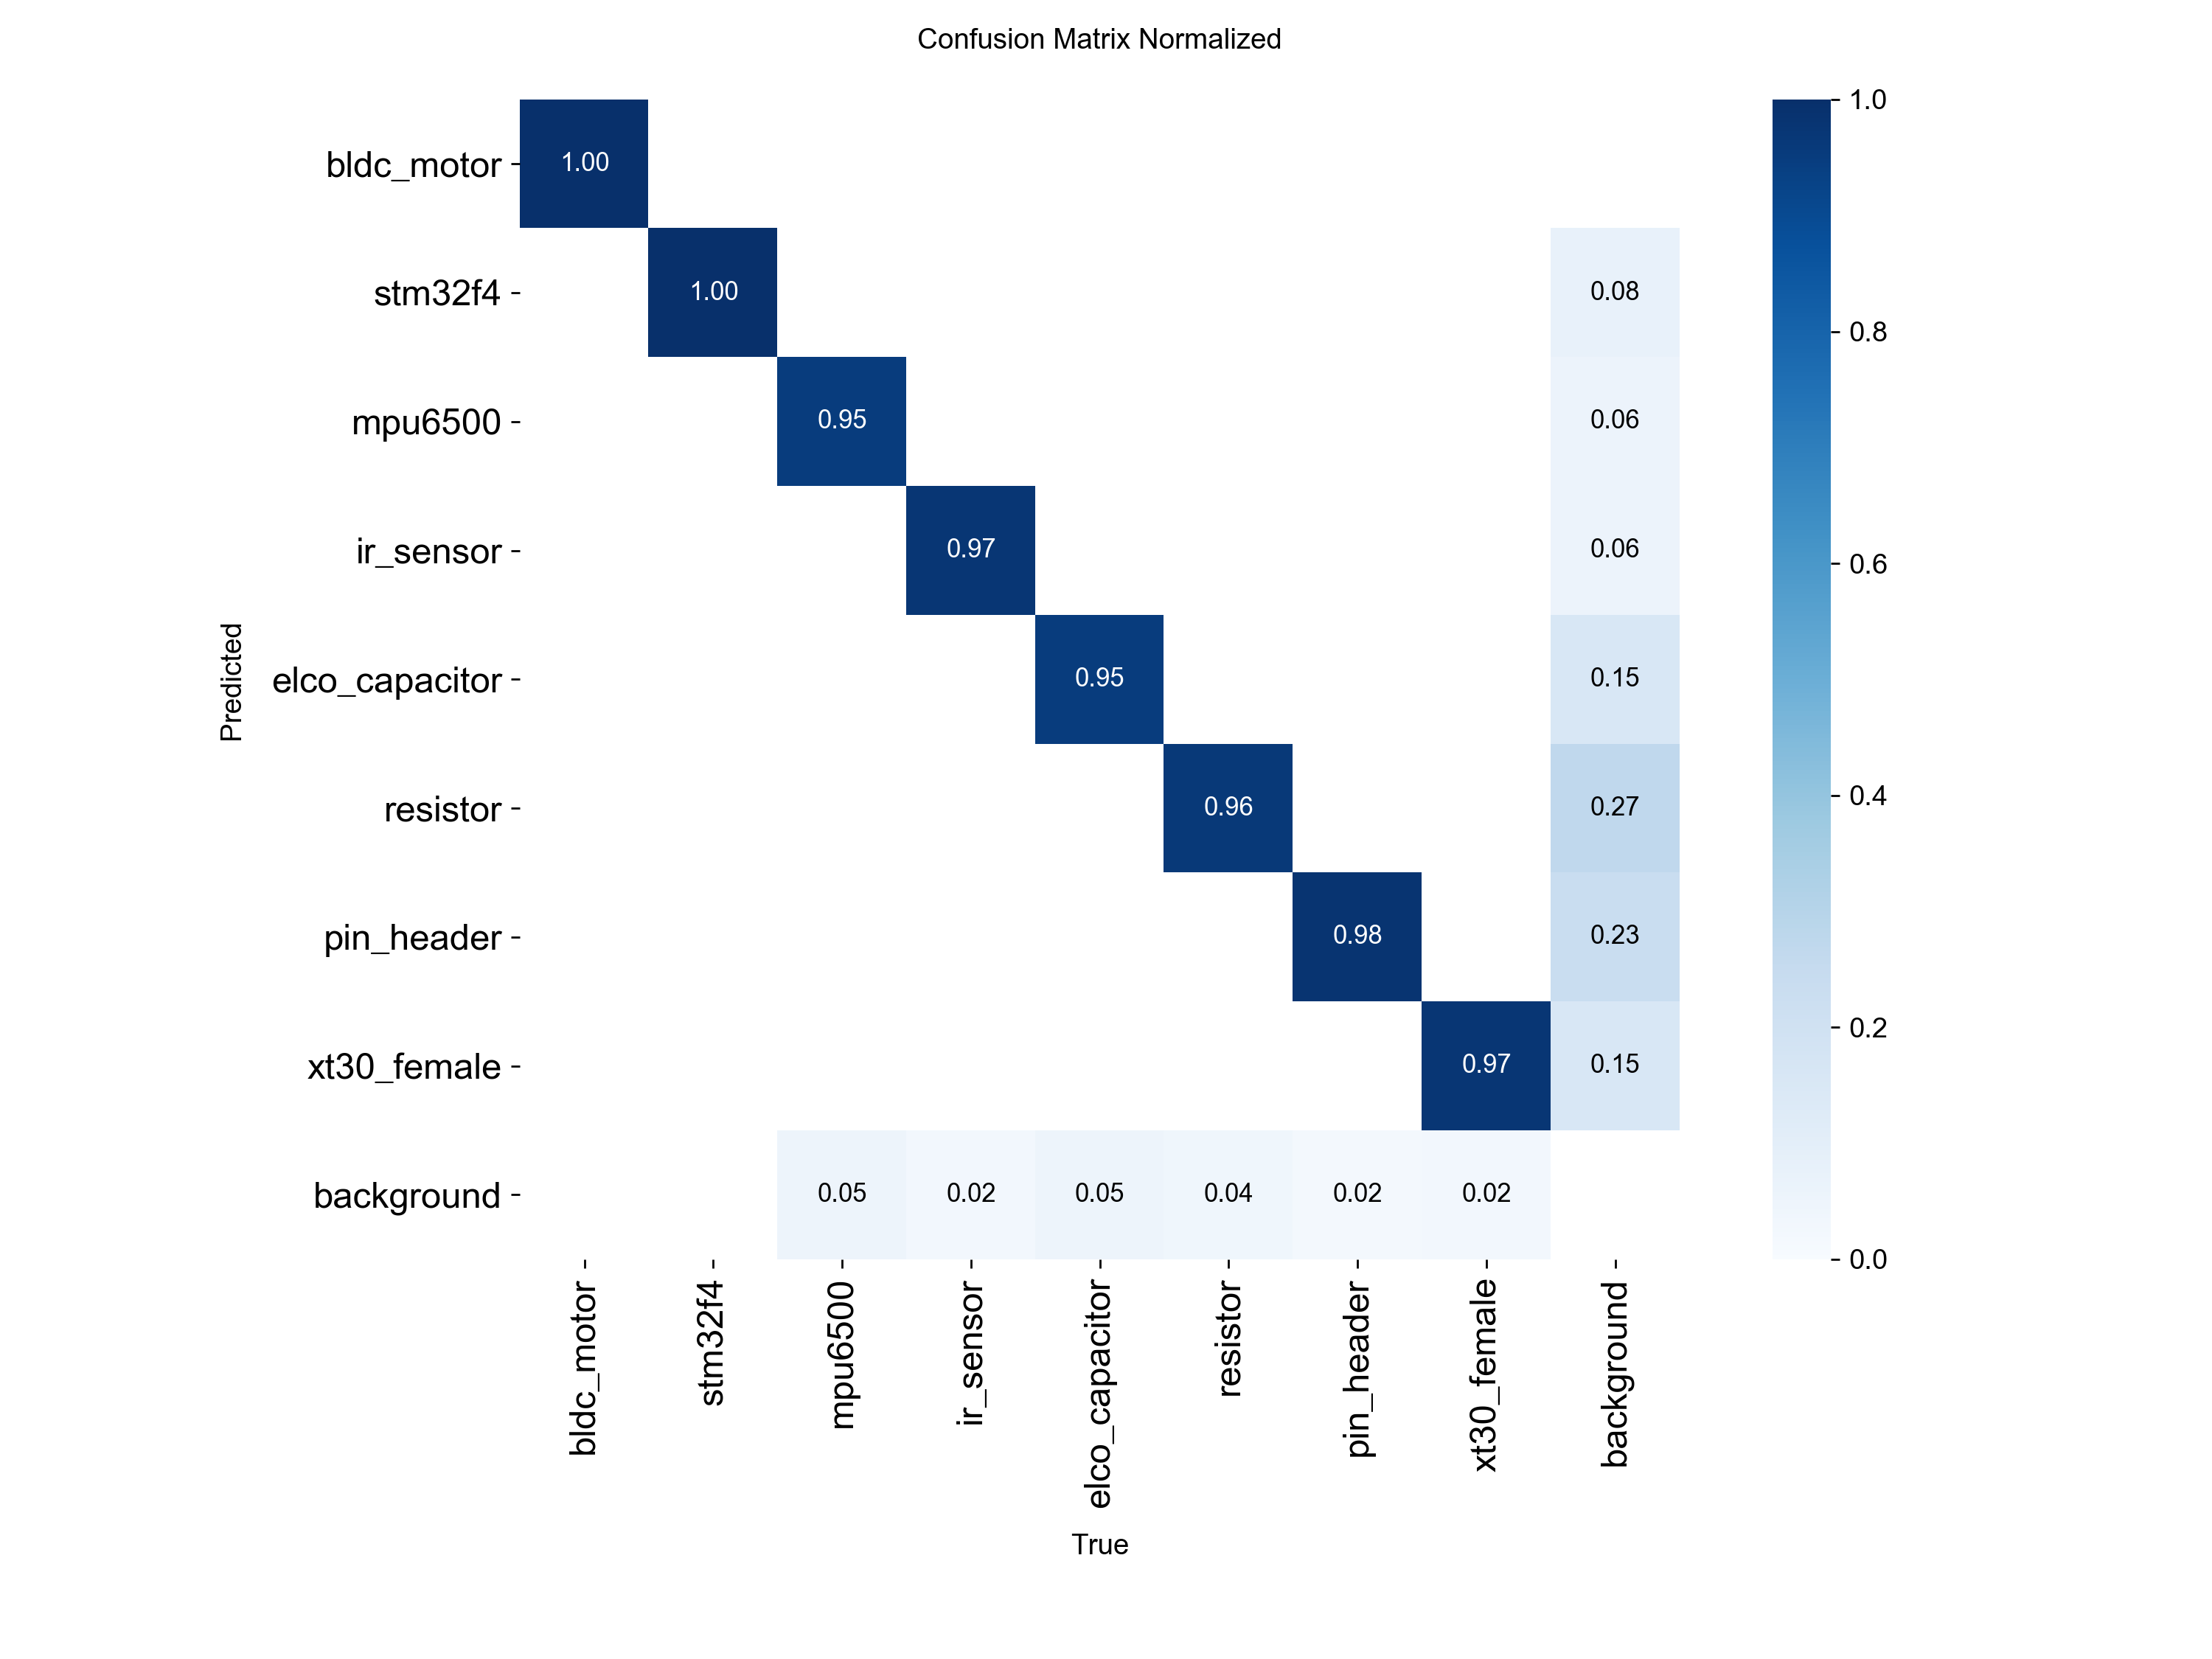 Confusion Matrix Normalized
bldc_motor 1.00
stm32f4 1.00 0.08
mpu6500 0.95 0.06
ir_sensor 0.97 0.06
elco_capacitor 0.95 0.15
resistor 0.96 0.27
pin_header 0.98 0.23
xt30_female 0.97 0.15
background 0.05 0.02 0.05 0.04 0.02 0.02
Predicted
bldc_motor
stm32f4
mpu6500
ir_sensor
elco_capacitor
resistor
pin_header
xt30_female
background
True
1.0
0.8
0.6
0.4
0.2
0.0